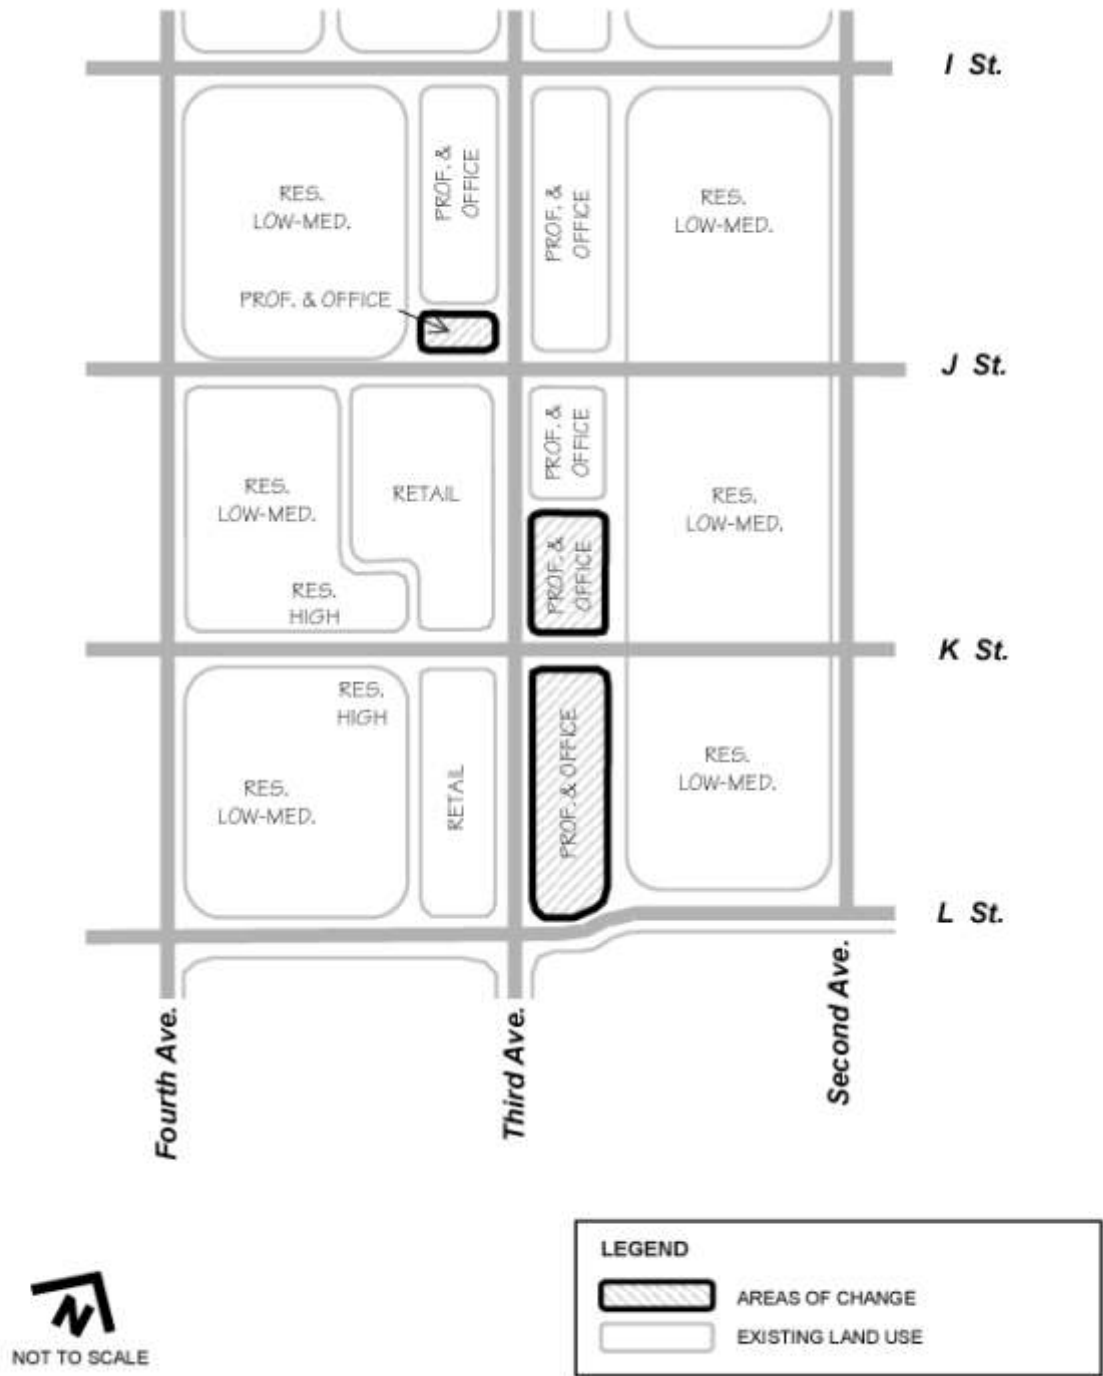 I St.
RES.
LOW-MED.
PROF. &
OFFICE
PROF. &
OFFICE
RES.
LOW-MED.
PROF. & OFFICE
J St.
RES.
LOW-MED.
RETAIL
PROF. &
OFFICE
RES.
LOW-MED.
PROF. &
OFFICE
RES.
HIGH
K St.
RES.
HIGH
RES.
LOW-MED.
RETAIL
PROF. & OFFICE
RES.
LOW-MED.
L St.
Fourth Ave.
Third Ave.
Second Ave.
N
NOT TO SCALE
LEGEND
AREAS OF CHANGE
EXISTING LAND USE